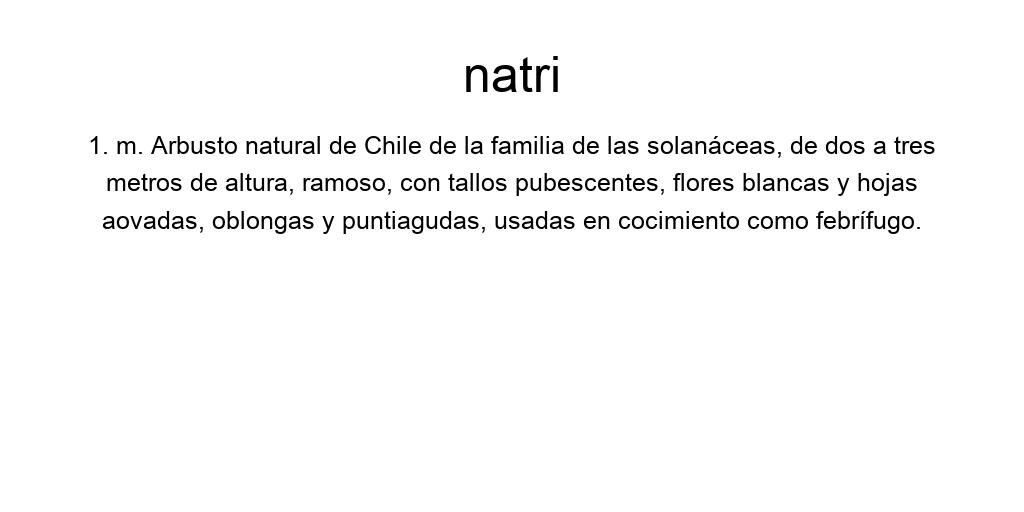 natri
1. m. Arbusto natural de Chile de la familia de las solanáceas, de dos a tres
metros de altura, ramoso, con tallos pubescentes, flores blancas y hojas
aovadas, oblongas y puntiagudas, usadas en cocimiento como febrífugo.